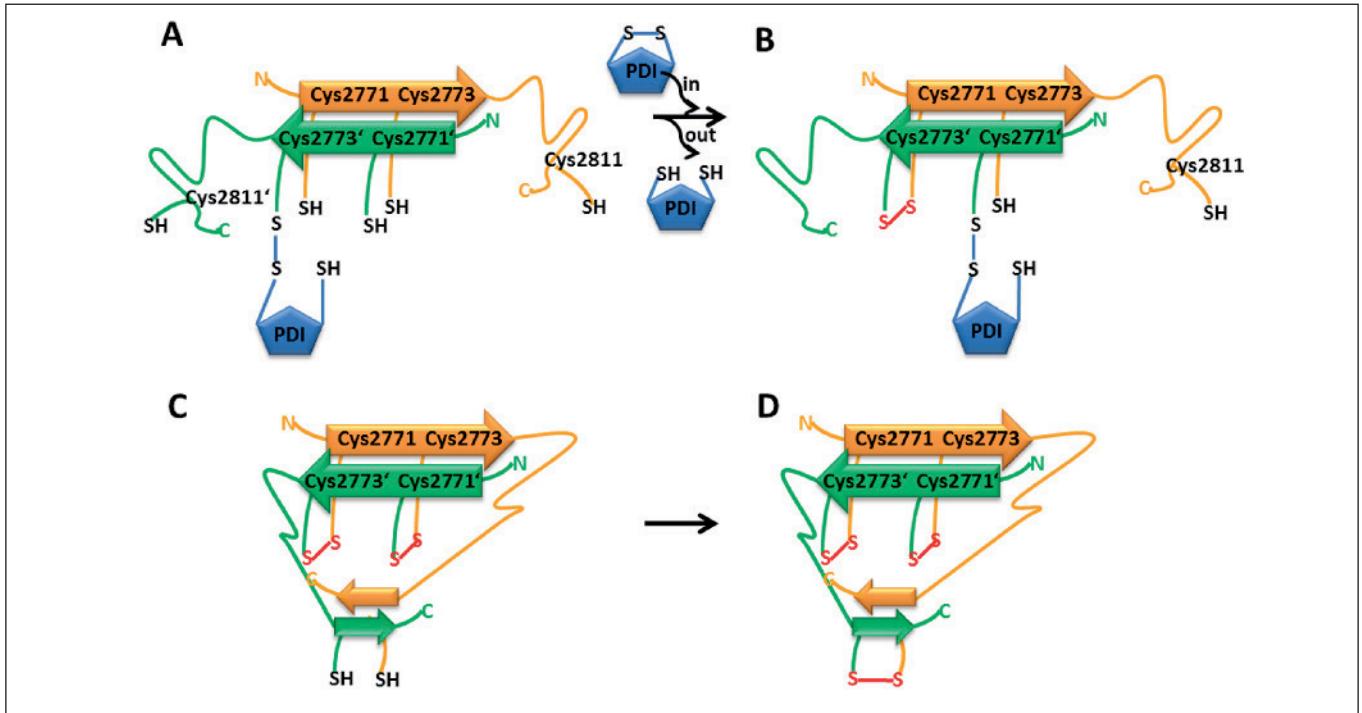 A
S S
PDI
in
out
SH SH
PDI
N
Cys2771 Cys2773
Cys2773‘ Cys2771‘
N
Cys2811‘
SH
C
S
SH
SH
SH
Cys2811
C
SH
S
SH
PDI
B
N
Cys2771 Cys2773
Cys2773‘ Cys2771‘
N
C
S
S
SH
S
Cys2811
C
SH
S
SH
PDI
C
N
Cys2771 Cys2773
N
Cys2773‘ Cys2771‘
S S
S S
C
C
SH SH
D
N
Cys2771 Cys2773
N
Cys2773‘ Cys2771‘
S S
S S
C
C
S S